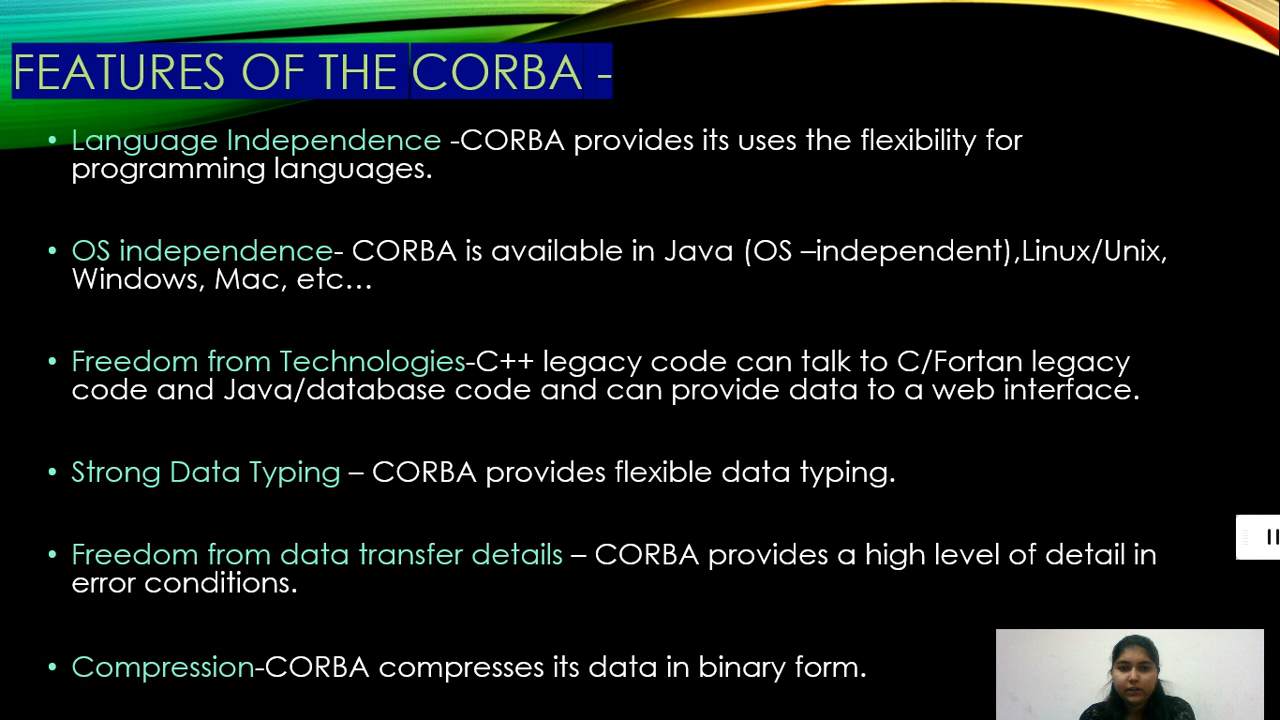 FEATURES OF THE CORBA -
• Language Independence -CORBA provides its uses the flexibility for
programming languages.
• OS independence- CORBA is available in Java (OS –independent),Linux/Unix,
Windows, Mac, etc...
• Freedom from Technologies-C++ legacy code can talk to C/Fortan legacy
code and Java/database code and can provide data to a web interface.
• Strong Data Typing – CORBA provides flexible data typing.
• Freedom from data transfer details – CORBA provides a high level of detail in
error conditions.
• Compression-CORBA compresses its data in binary form.